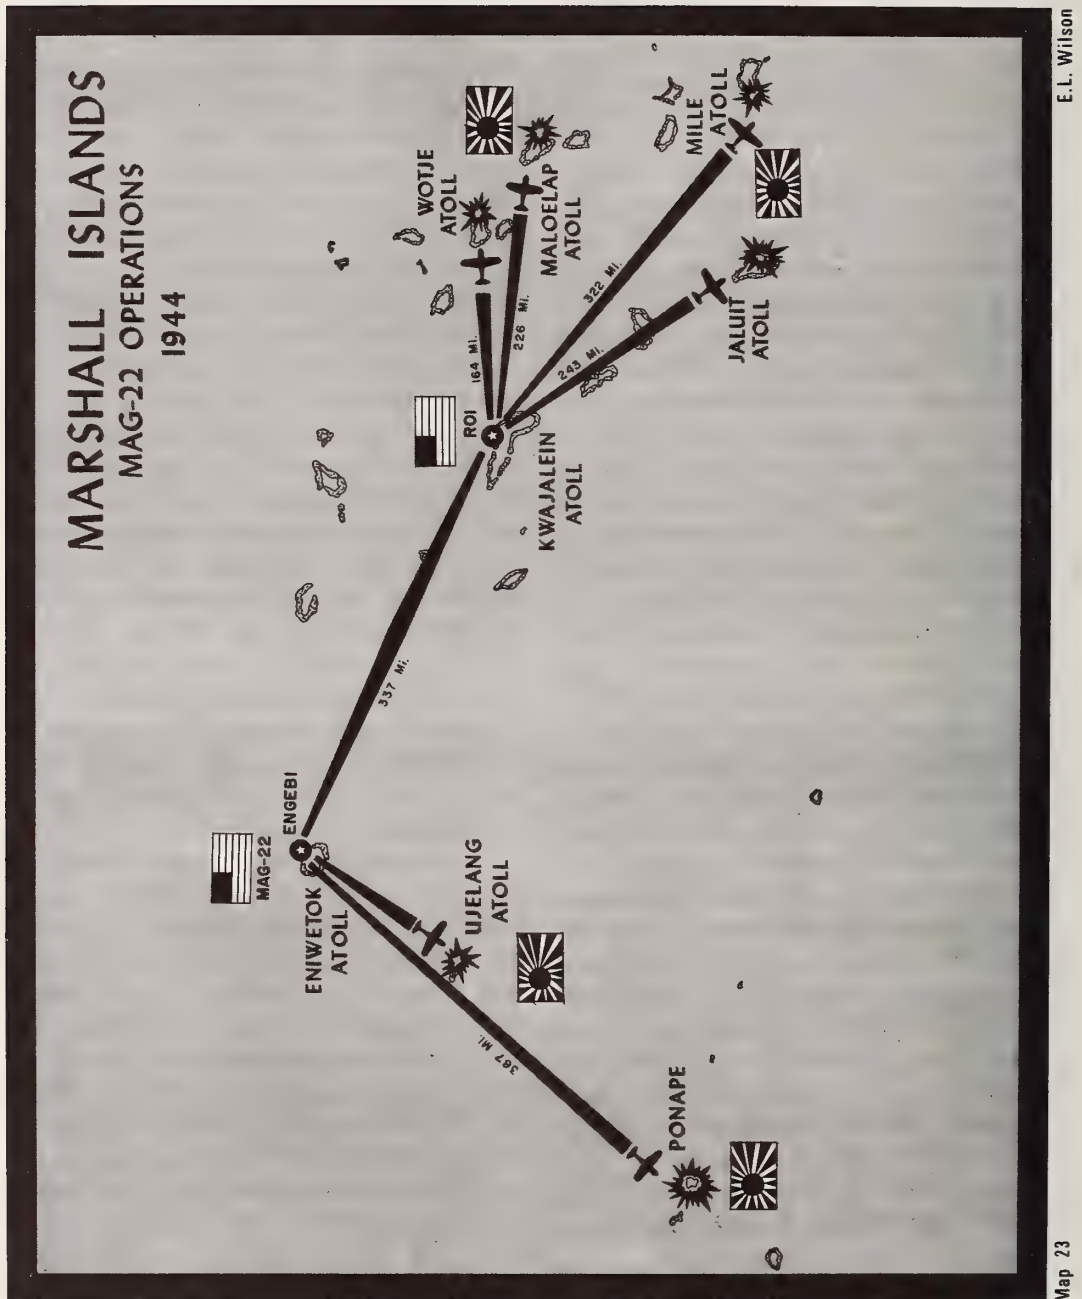 MARSHALL ISLANDS
MAG-22 OPERATIONS
1944
MAG-22
ENGEBI
ENIWETOK
ATOLL
337 Mi.
387 Mi.
UJELANG
ATOLL
PONAPE
ROI
KWAJALEIN
ATOLL
164 Mi.
226 Mi.
322 Mi.
243 Mi.
WOTJE
ATOLL
MALOELAP
ATOLL
MILLE
ATOLL
JALUIT
ATOLL
Map 23
E.L. Wilson